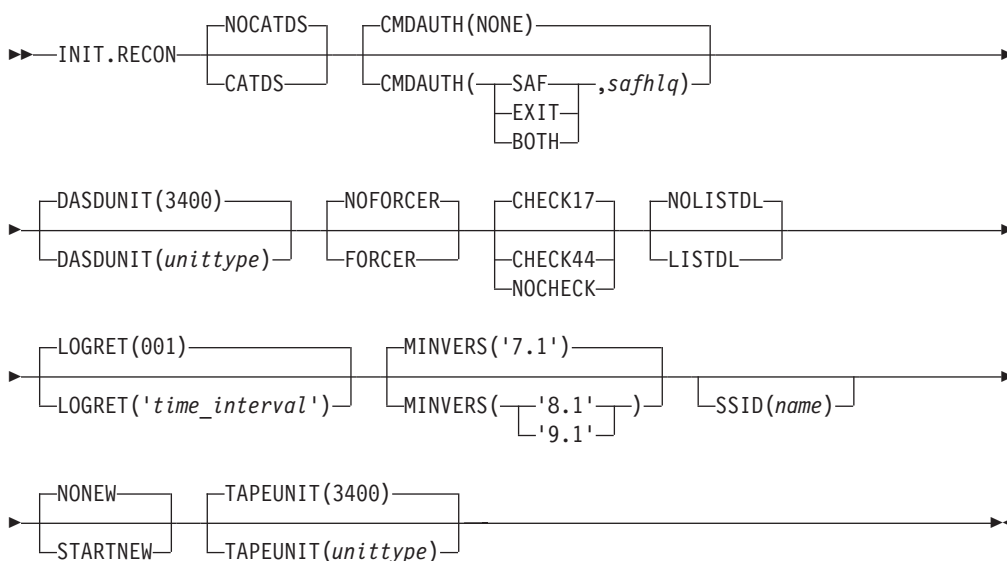 NOCATDS CMDAUTH(NONE)
INIT.RECON
CATDS CMDAUTH( SAF ,safhlq)
EXIT
BOTH
DASDUNIT(3400) NOFORCER CHECK17 NOLISTDL
DASDUNIT(unittype) FORCER CHECK44 LISTDL
NOCHECK
LOGRET(001) MINVERS('7.1')
LOGRET('time_interval') MINVERS( '8.1' ) SSID(name)
'9.1'
NONEW TAPEUNIT(3400)
STARTNEW TAPEUNIT(unittype)